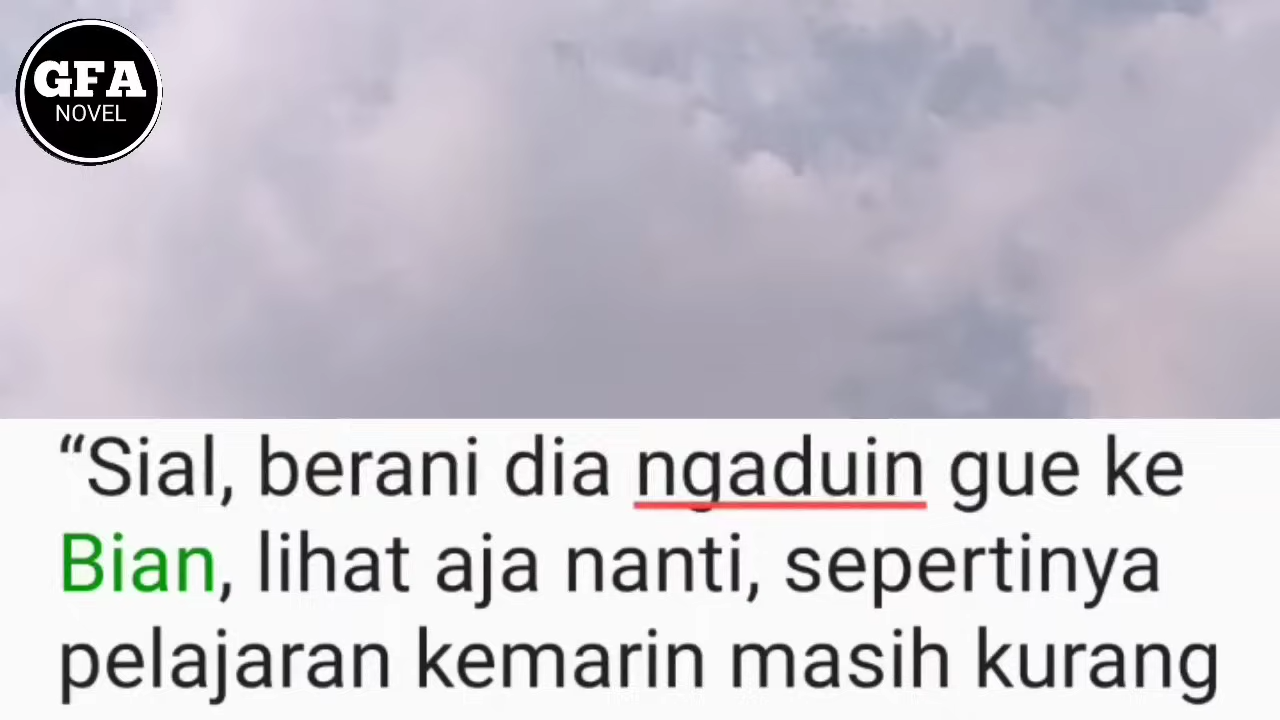 GFA
NOVEL
“Sial, berani dia ngaduin gue ke
Bian, lihat aja nanti, sepertinya
pelajaran kemarin masih kurang